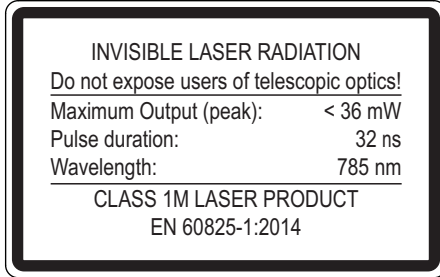 INVISIBLE LASER RADIATION
Do not expose users of telescopic optics!
Maximum Output (peak): < 36 mW
Pulse duration: 32 ns
Wavelength: 785 nm
CLASS 1M LASER PRODUCT
EN 60825-1:2014